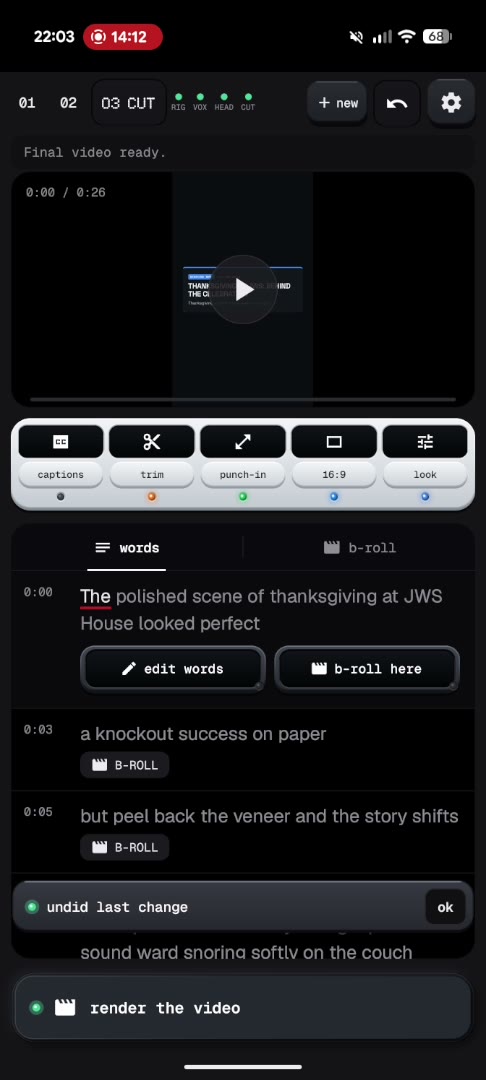 22:03
14:12
68
01 02 03 CUT
RIG VOX HEAD CUT
+ new
Final video ready.
0:00 / 0:26
THE
captions trim punch-in 16:9 look
words b-roll
0:00 The polished scene of thanksgiving at JWS
House looked perfect
edit words b-roll here
0:03 a knockout success on paper
B-ROLL
0:05 but peel back the veneer and the story shifts
B-ROLL
undid last change ok
sound ward snoring softly on the couch
render the video